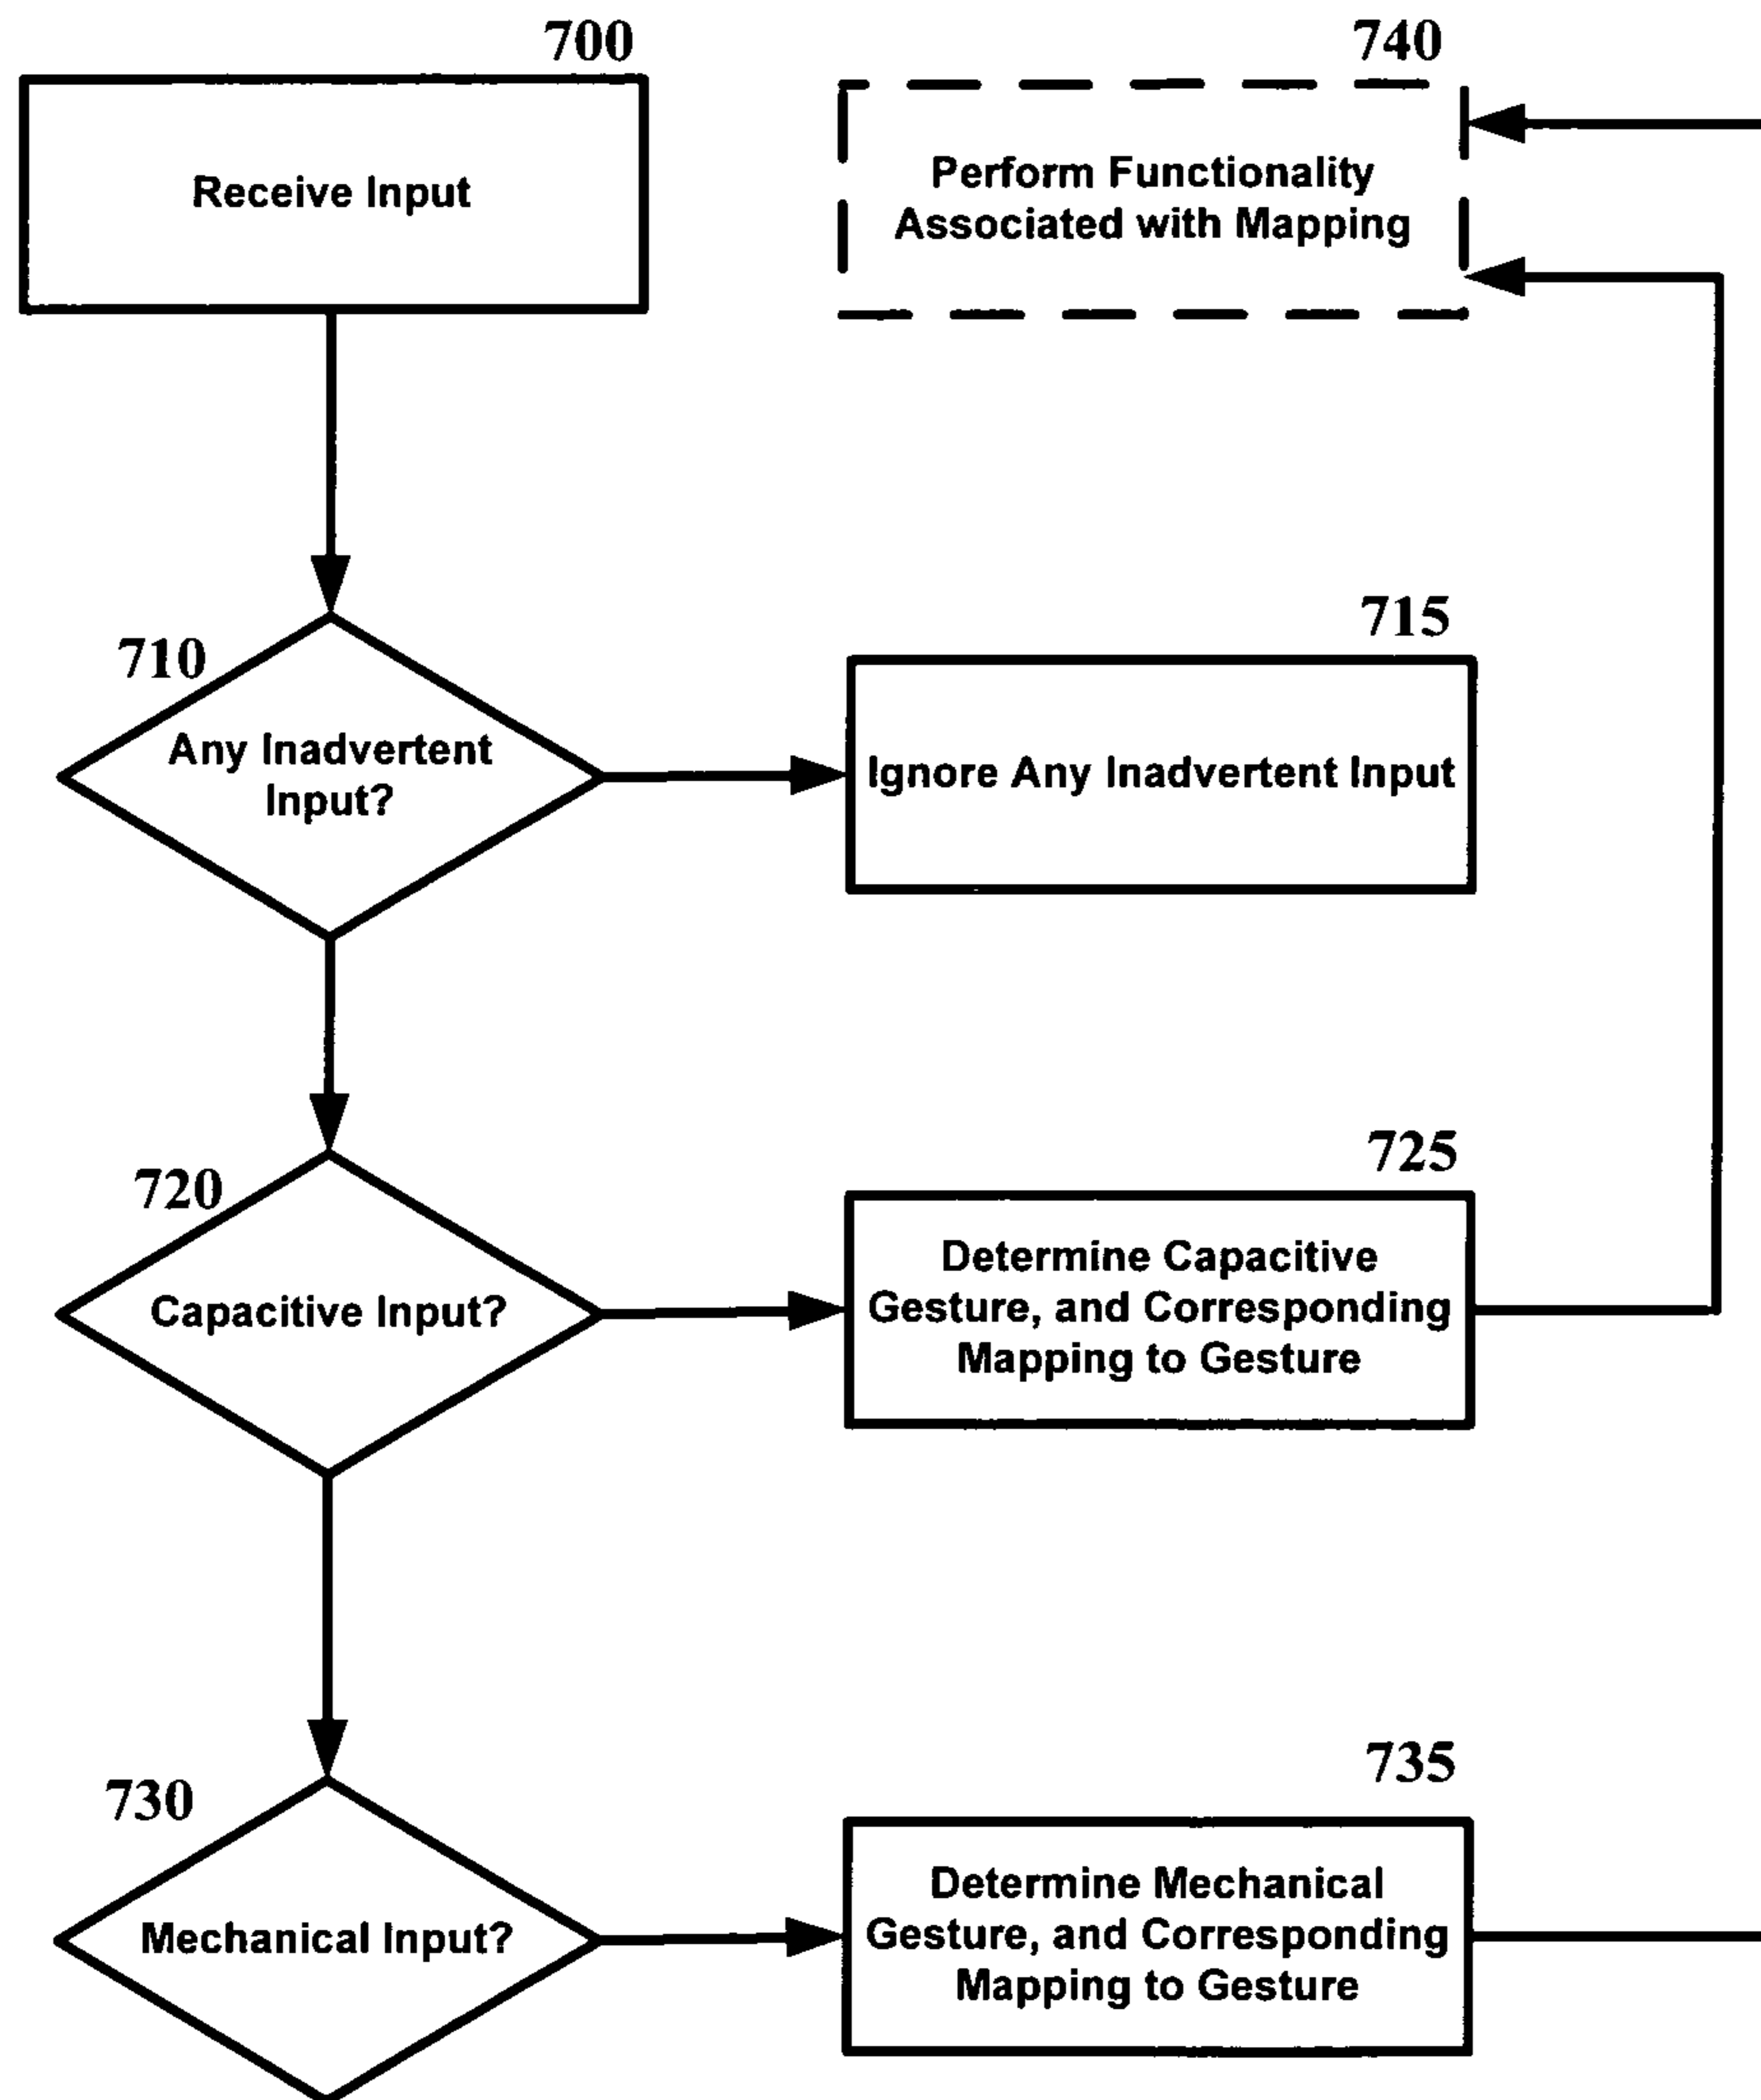 700
Receive Input
740
Perform Functionality
Associated with Mapping
710
Any Inadvertent
Input?
715
Ignore Any Inadvertent Input
720
Capacitive Input?
725
Determine Capacitive
Gesture, and Corresponding
Mapping to Gesture
730
Mechanical Input?
735
Determine Mechanical
Gesture, and Corresponding
Mapping to Gesture